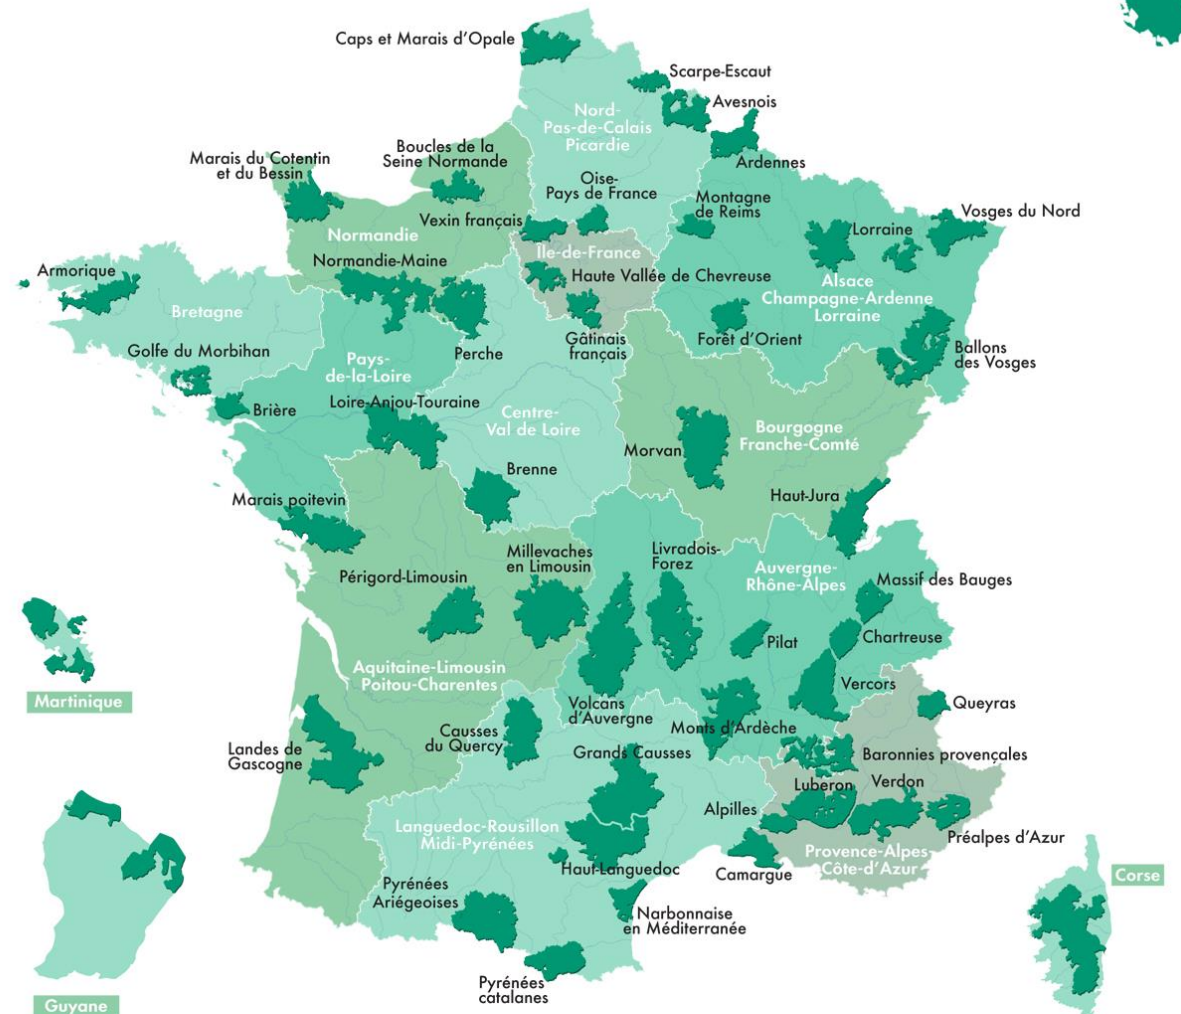 Caps et Marais d'Opale
Scarpe-Escaut
Avesnois
Nord-
Pas-de-Calais
Picardie
Ardennes
Boucles de la
Seine Normande
Marais du Cotentin
et du Bessin
Oise-
Pays de France
Montagne
de Reims
Vosges du Nord
Vexin français
Lorraine
Normandie
Île-de-France
Normandie-Maine
Haute Vallée de Chevreuse
Armorique
Alsace
Champagne-Ardenne
Lorraine
Bretagne
Forêt d'Orient
Gâtinais
français
Golfe du Morbihan
Perche
Ballons
des Vosges
Pays-
de-la-Loire
Brière
Loire-Anjou-Touraine
Centre-
Val de Loire
Bourgogne
Franche-Comté
Morvan
Brenne
Haut-Jura
Marais poitevin
Millevaches
en Limousin
Livradois-
Forez
Auvergne-
Rhône-Alpes
Périgord-Limousin
Massif des Bauges
Pilat
Chartreuse
Aquitaine-Limousin
Poitou-Charentes
Vercors
Martinique
Volcans
d'Auvergne
Queyras
Monts d'Ardèche
Causses
du Quercy
Landes de
Gascogne
Grands Causses
Baronnies provençales
Luberon
Verdon
Alpilles
Languedoc-Rousillon
Midi-Pyrénées
Préalpes d'Azur
Provence-Alpes
Côte-d'Azur
Haut-Languedoc
Camargue
Corse
Pyrénées
Ariégeoises
Narbonnaise
en Méditerranée
Pyrénées
catalanes
Guyane